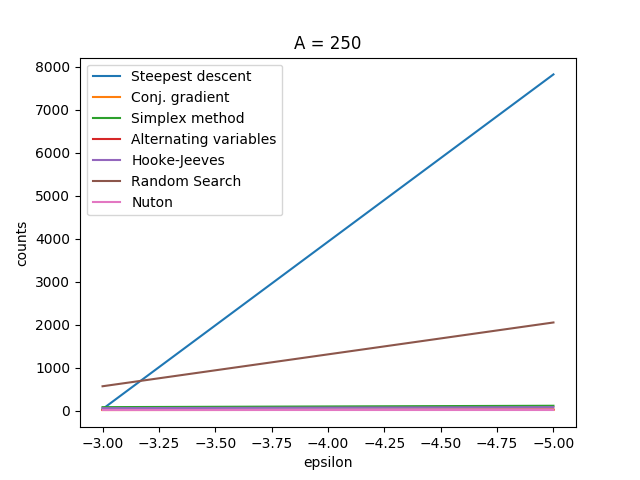 A = 250
8000
7000
6000
5000
4000
3000
2000
1000
0
counts
Steepest descent
Conj. gradient
Simplex method
Alternating variables
Hooke-Jeeves
Random Search
Nuton
−3.00 −3.25 −3.50 −3.75 −4.00 −4.25 −4.50 −4.75 −5.00
epsilon